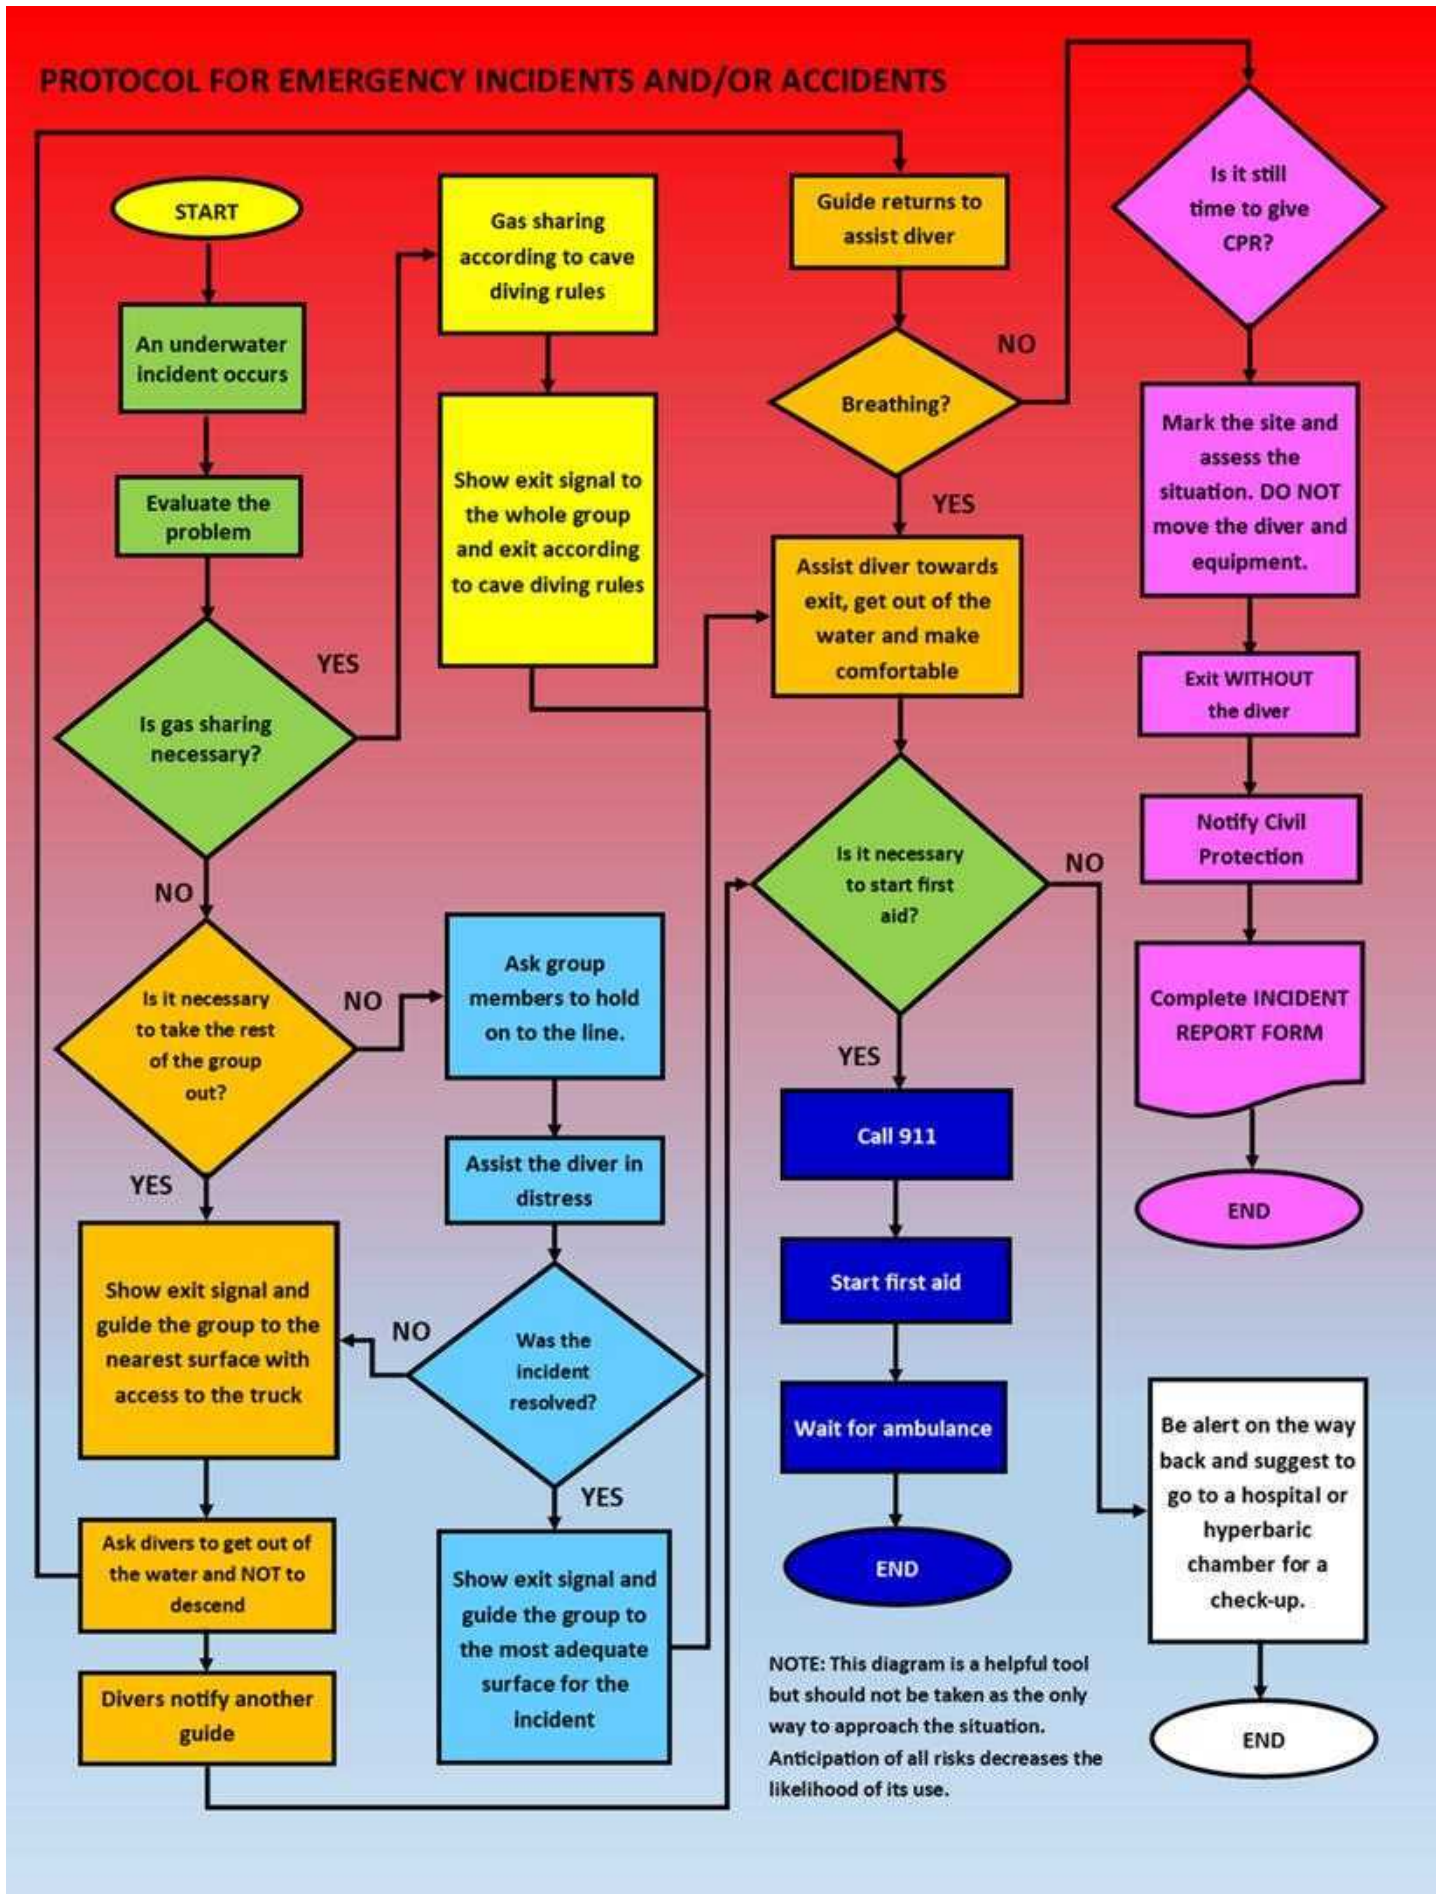 PROTOCOL FOR EMERGENCY INCIDENTS AND/OR ACCIDENTS
START
An underwater
incident occurs
Evaluate the
problem
Is gas sharing
necessary?
YES
NO
Gas sharing
according to cave
diving rules
Show exit signal to
the whole group
and exit according
to cave diving rules
Is it necessary
to take the rest
of the group
out?
NO
YES
Ask group
members to hold
on to the line.
Assist the diver in
distress
Was the
incident
resolved?
NO
YES
Show exit signal and
guide the group to the
nearest surface with
access to the truck
Ask divers to get out of
the water and NOT to
descend
Divers notify another
guide
Show exit signal and
guide the group to
the most adequate
surface for the
incident
Guide returns to
assist diver
Breathing?
NO
YES
Assist diver towards
exit, get out of the
water and make
comfortable
Is it necessary
to start first
aid?
NO
YES
Call 911
Start first aid
Wait for ambulance
END
NOTE: This diagram is a helpful tool
but should not be taken as the only
way to approach the situation.
Anticipation of all risks decreases the
likelihood of its use.
Is it still
time to give
CPR?
Mark the site and
assess the
situation. DO NOT
move the diver and
equipment.
Exit WITHOUT
the diver
Notify Civil
Protection
Complete INCIDENT
REPORT FORM
END
Be alert on the way
back and suggest to
go to a hospital or
hyperbaric
chamber for a
check-up.
END